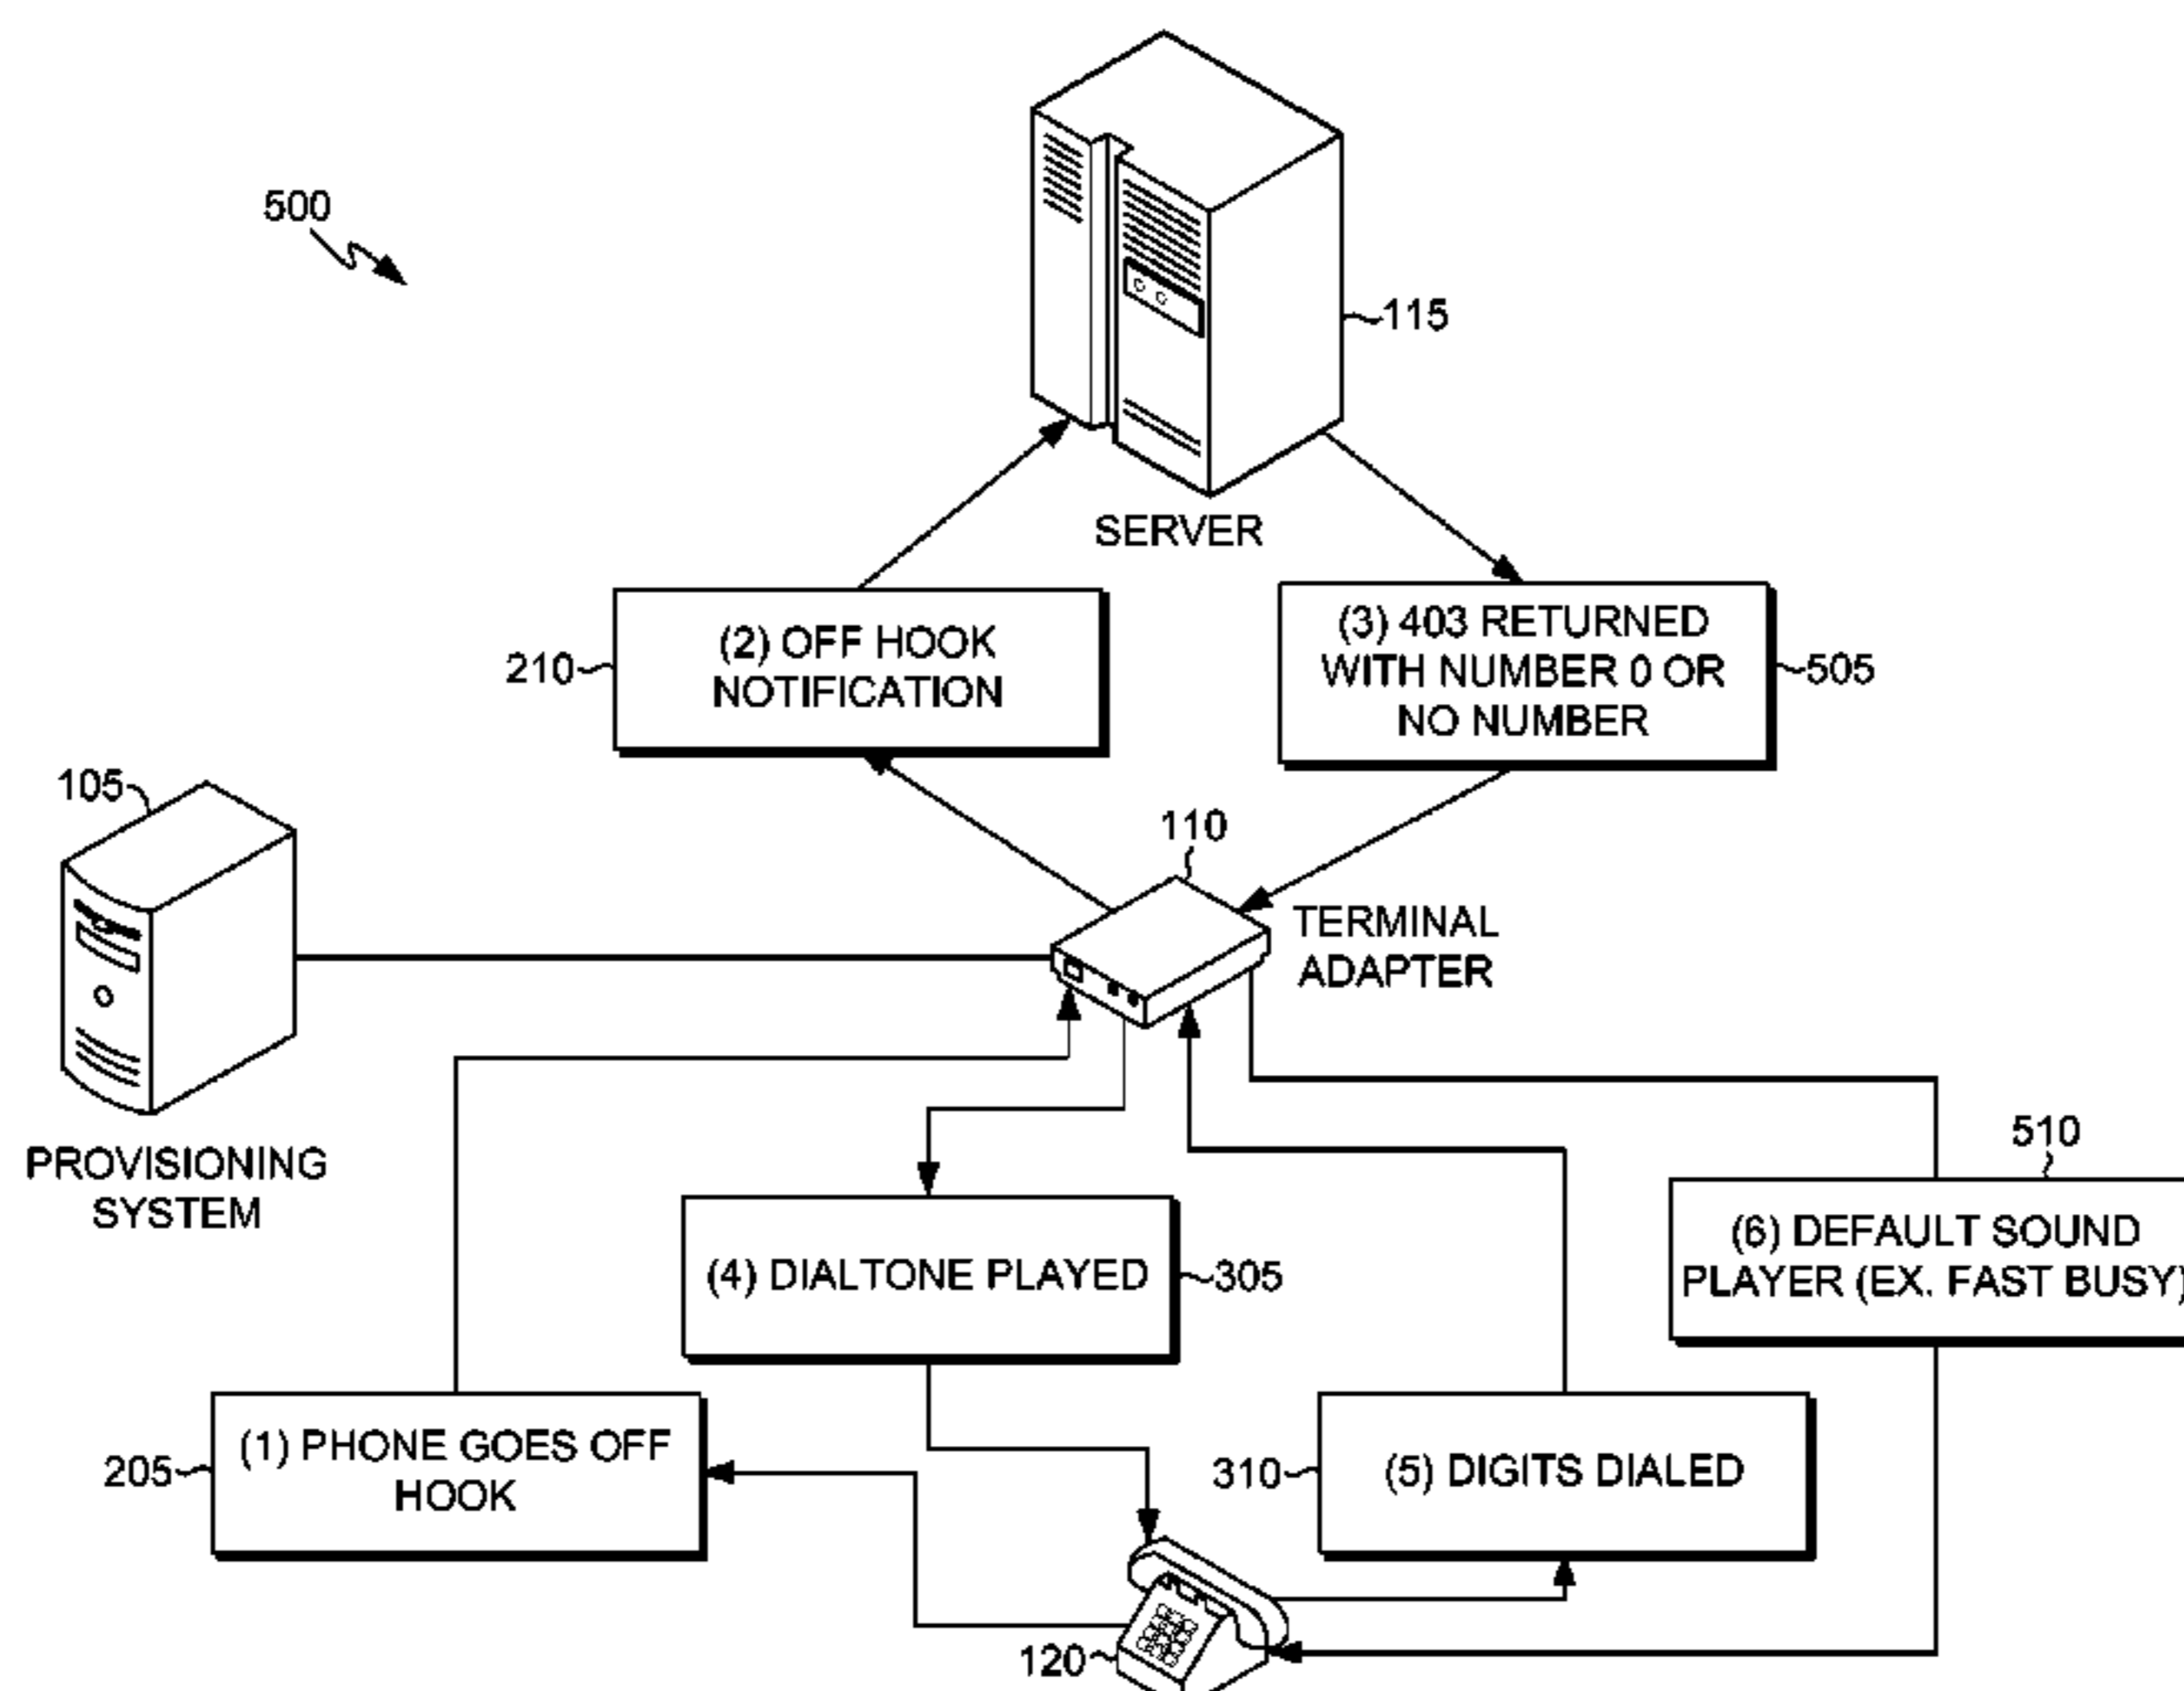 500
115
SERVER
210
(2) OFF HOOK
NOTIFICATION
(3) 403 RETURNED
WITH NUMBER 0 OR
NO NUMBER
505
105
110
TERMINAL
ADAPTER
PROVISIONING
SYSTEM
510
(6) DEFAULT SOUND
PLAYER (EX. FAST BUSY)
(4) DIALTONE PLAYED
305
205
(1) PHONE GOES OFF
HOOK
310
(5) DIGITS DIALED
120